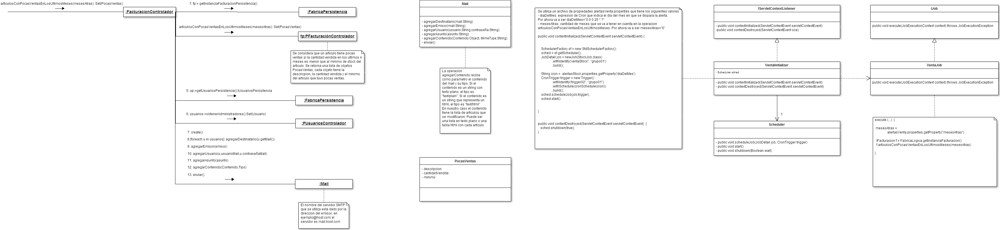 articulosConPocasVentasEnLosUltimosMeses(mesesAtras): Set(PocasVentas)
:FacturacionControlador
1: fp:= getInstanciaFacturacionPersistencia()
:FabricaPersistencia
articulosConPocasVentasEnLosUltimosMeses(mesesAtras): Set(PocasVentas)
fp:PFacturaciónControlador
Se considera que un articulo tiene pocas
ventas si la cantidad vendida en los ultimos n
meses es menor que al minimo de stock del
articulo. Se retorna una lista de objetos
PocasVentas, cada objeto tiene la
descricpion, la cantidad vendida y el minimo
del articulo que tuvo pocas ventas.
5: up:=getUsuariosPersistencia():IUsuariosPersistencia
:FabricaPersistencia
6: usuarios:=obtenerAdministradores():Set(Usuario)
:PUsuariosControlador
7: create()
8 [foreach u in usuarios]: agregarDestinatario(u.getMail())
9: agregarEmisor(emisor)
10: agregarUsuario(u.usuarioMail,u.contraseñaMail)
11: agregarAsunto(asunto)
12: agregarContenido(Contenido,Tipo)
13: enviar()
:Mail
El nombre del servidor SMTP
que se utiliza esta dado por la
direccion del emisor, en
ejemplo@host.com el
servidor es mail.host.com
Mail
- agregarDestinatario(mail:String)
- agregarEmisor(mail:String)
- agregarUsuario(usuario:String,contraseña:String)
- agregarAsunto(asunto:String)
- agregarContenido(Contenido:Object, MimeType;String)
- enviar()
La operacion
agregarContenido recibe
como parametro el contenido
del mail y su tipo. Si el
contenido es un string con
texto plano, el tipo es
"text/plain". Si el contenido es
un string que representa un
html, el tipo es "text/html"
En nuestro caso el contenido
tiene la lista de articulos que
se modificaron. Puede ser
una lista en texto plano o una
tabla html con cada articulo.
PocasVentas
- descripcion
- cantidadVendda
- minimo
Se utiliza un archivo de propiedades alertasVenta.properties que tiene los siguientes valores
- diaDelMes: expresion de Cron que indica el dia del mes en que se dispara la alerta.
Por ahora va a ser diaDelMes="0 0 0 25 * ?"
- mesesAtras: cantidad de meses que se va a tener en cuenta en la operacion
articulosConPocasVentasEnLosUltimosMeses. Por ahora va a ser mesesAtras="6"
public void contextInitialized(ServletContextEvent servletContextEvent) {
SchedulerFactory sf = new StdSchedulerFactory();
sched = sf.getScheduler();
JobDetail job = newJob(StockJob.class)
.withIdentity('ventaStock", "grupo01')
.build();
String cron = alertasStock.properties,getProperty('diaDelMes')
CronTrigger trigger = new Trigger()
.withIdentity('trigger02", "grupo01")
.withSchedule(cronSchedule(cron))
.build();
sched.scheduleJob(job,trigger);
sched.start()
}
public void contextDestroyed(ServletContextEvent servletContextEvent) {
sched.shutdown(true);
}
IServletContextListener
- public void contextInitialized(ServletContextEvent servletContextEvent)
-public void contextDestroyed(ServletContextEvent sce)
VentaInitializer
- Scheduler sched
- public void contextInitialized(ServletContextEvent servletContextEvent)
- public void contextDestroyed(ServletContextEvent servletContextEvent)
1
Scheduler
- public void scheduleJob(JobDetail job, CronTrigger trigger)
- public void start()
- public void shutdown(Boolean wait)
IJob
public void execute(JobExecutionContext context) throws JobExecutionException
VentaJob
public void execute(JobExecutionContext context) throws JobExecutionException
execute (...) {
mesesAtras =
alertasVenta.properties,getProperty("mesesAtras")
IFacturacion f = FabricaLogica.getInstanciaFacturacion()
f.articulosConPocasVentasEnLosUltimosMeses(mesesAtras)
}